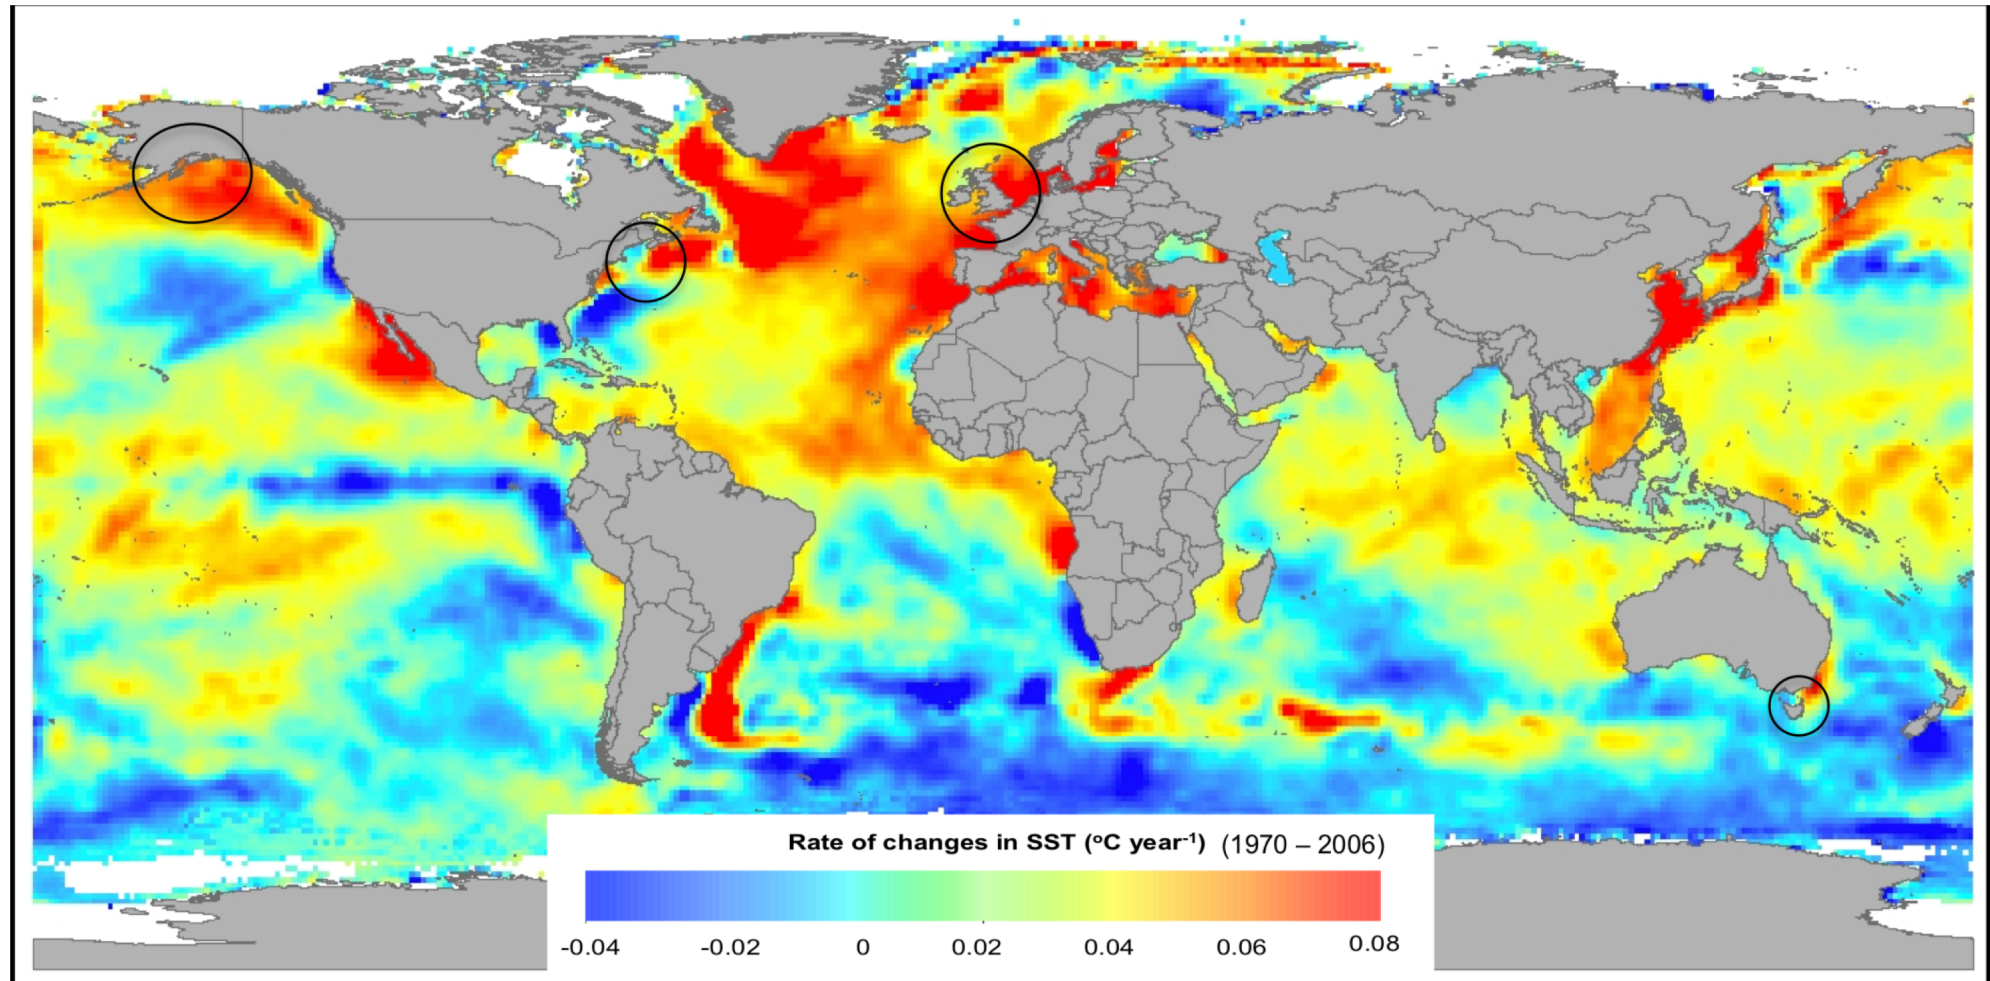 Rate of changes in SST (ºC year⁻¹) (1970 – 2006)
-0.04 -0.02 0 0.02 0.04 0.06 0.08